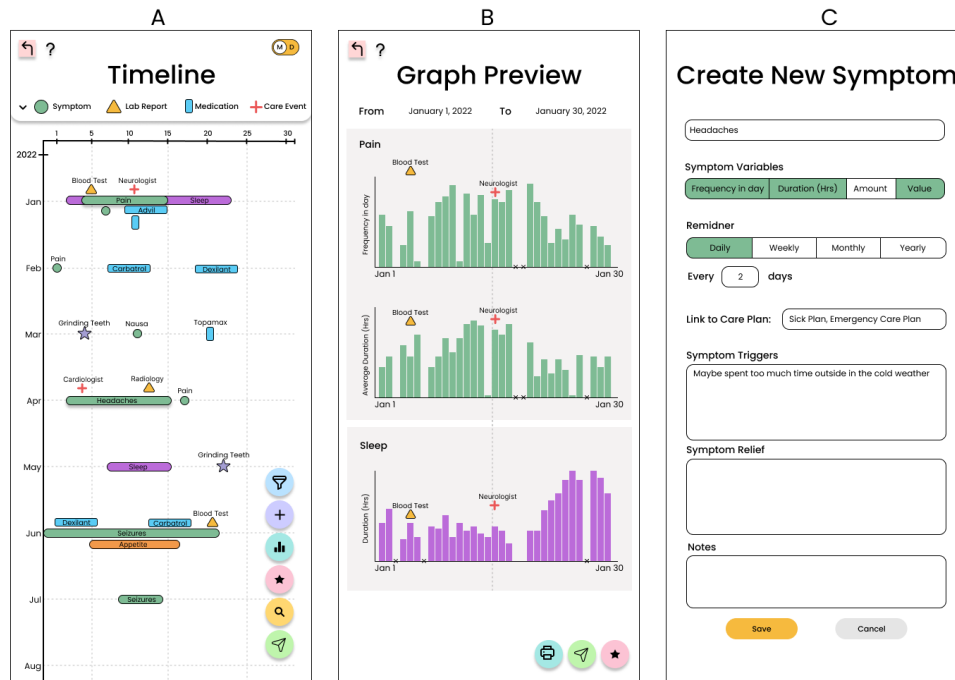 A
B
C
?
M D
Timeline
Symptom Lab Report Medication Care Event
1 5 10 15 20 25 30
2022
Blood Test Neurologist
Jan
Pain Sleep
Advil
Pain
Feb
Carbatrol Dexilant
Grinding Teeth Nausa Topamax
Mar
Cardiologist Radiology Pain
Apr
Headaches
Grinding Teeth
May
Sleep
Blood Test
Dexilant Carbatrol
Jun
Seizures
Appetite
Jul
Seizures
Aug
?
Graph Preview
From January 1, 2022 To January 30, 2022
Pain
Blood Test
Neurologist
Frequency in day
Jan 1 Jan 30
Blood Test
Neurologist
Average Duration (Hrs)
Jan 1 Jan 30
Sleep
Blood Test
Neurologist
Duration (Hrs)
Jan 1 Jan 30
Create New Symptom
Headaches
Symptom Variables
Frequency in day Duration (Hrs) Amount Value
Remidner
Daily Weekly Monthly Yearly
Every 2 days
Link to Care Plan: Sick Plan, Emergency Care Plan
Symptom Triggers
Maybe spent too much time outside in the cold weather
Symptom Relief
Notes
Save Cancel